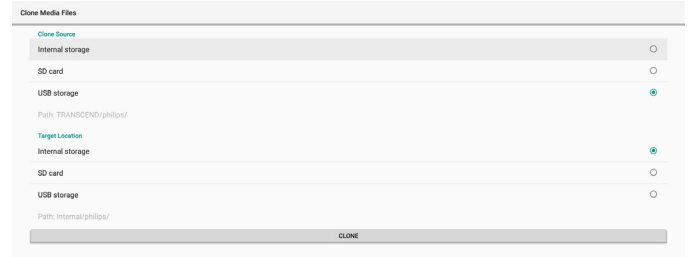 Clone Media Files
Clone Source
Internal storage
SD card
USB storage
Path: TRANSCEND/philips/
Target Location
Internal storage
SD card
USB storage
Path: Internal/philips/
CLONE